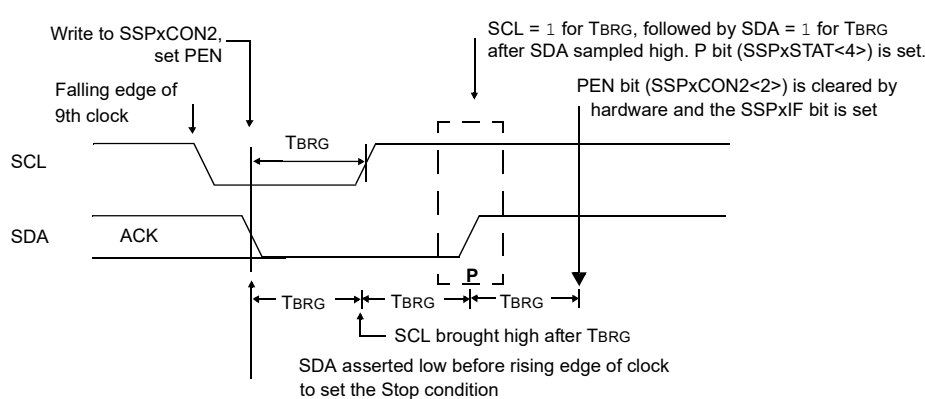 Write to SSPxCON2,
set PEN
SCL = 1 for TBRG, followed by SDA = 1 for TBRG
after SDA sampled high. P bit (SSPxSTAT<4>) is set.
Falling edge of
9th clock
PEN bit (SSPxCON2<2>) is cleared by
hardware and the SSPxIF bit is set
TBRG
SCL
SDA
ACK
P
TBRG
TBRG
TBRG
SCL brought high after TBRG
SDA asserted low before rising edge of clock
to set the Stop condition